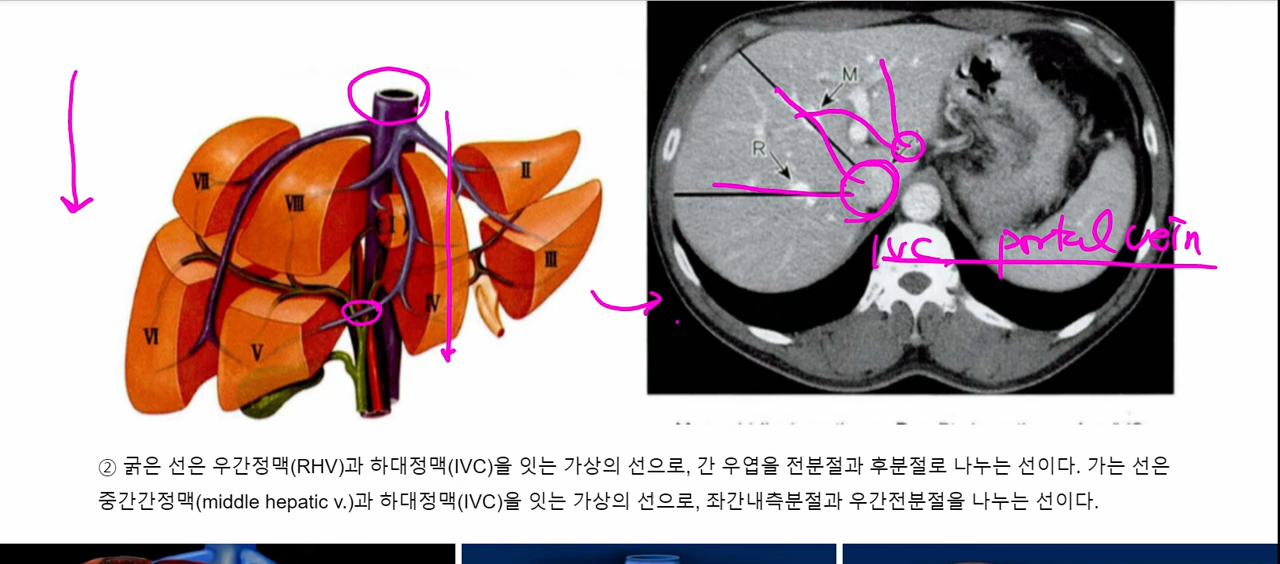 VII
VIII
I
II
III
IV
VI
V
M
R
IVC portal vein
② 굵은 선은 우간정맥(RHV)과 하대정맥(IVC)을 잇는 가상의 선으로, 간 우엽을 전분절과 후분절로 나누는 선이다. 가는 선은
중간간정맥(middle hepatic v.)과 하대정맥(IVC)을 잇는 가상의 선으로, 좌간내측분절과 우간전분절을 나누는 선이다.